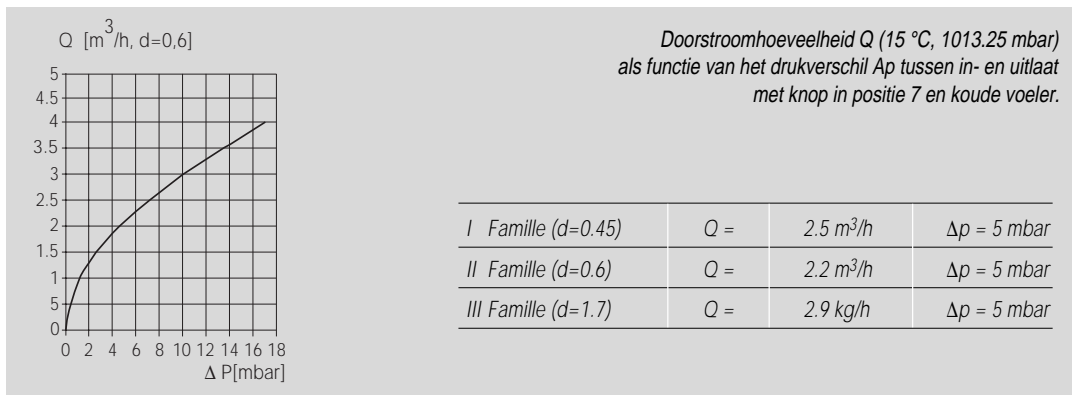 Q [m3/h, d=0,6]
5
4.5
4
3.5
3
2.5
2
1.5
1
5
0
0 2 4 6 8 10 12 14 16 18
Δ P[mbar]
Doorstroomhoeveelheid Q (15 °C, 1013.25 mbar)
als functie van het drukverschil Ap tussen in- en uitlaat
met knop in positie 7 en koude voeler.
I Famille (d=0.45) Q = 2.5 m3/h Δp = 5 mbar
II Famille (d=0.6) Q = 2.2 m3/h Δp = 5 mbar
III Famille (d=1.7) Q = 2.9 kg/h Δp = 5 mbar